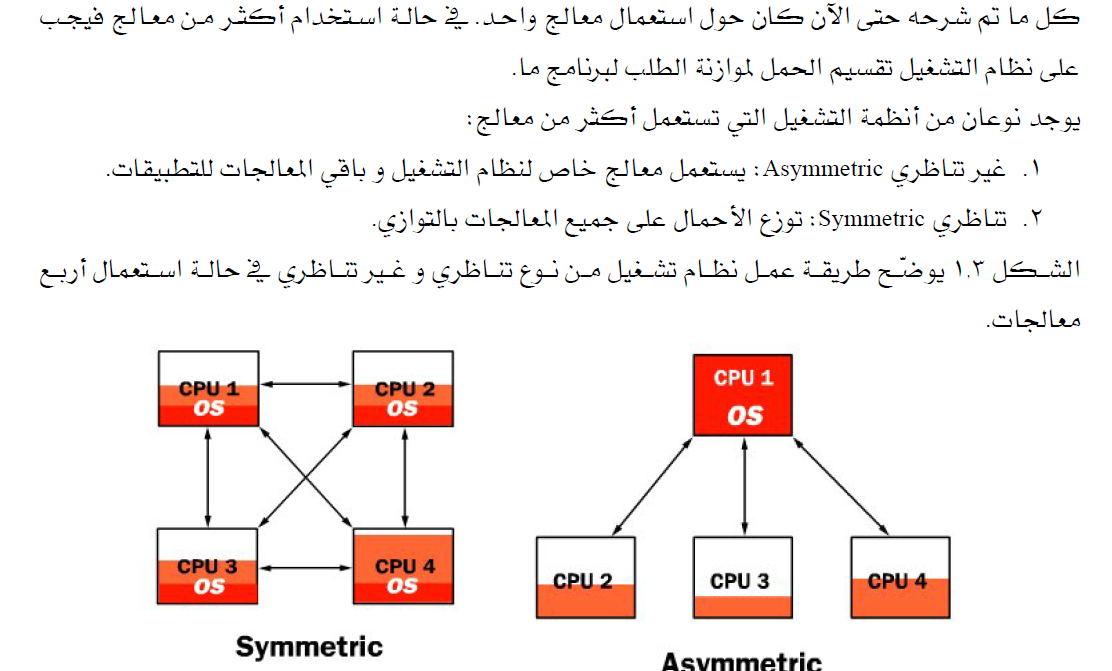 كل ما تم شرحه حتى الآن كان حول استعمال معالج واحد. في حالة استخدام أكثر من معالج فيجب
على نظام التشغيل تقسيم الحمل لموازنة الطلب لبرنامج ما.
يوجد نوعان من أنظمة التشغيل التي تستعمل أكثر من معالج:
١. غير تناظري Asymmetric: يستعمل معالج خاص لنظام التشغيل و باقي المعالجات للتطبيقات.
٢. تناظري Symmetric: توزع الأحمال على جميع المعالجات بالتوازي.
الشكل ١.٣ يوضّح طريقة عمل نظام تشغيل من نوع تناظري و غير تناظري في حالة استعمال أربع
معالجات.
CPU 1
OS
CPU 2
OS
CPU 3
OS
CPU 4
OS
Symmetric
CPU 1
OS
CPU 2
CPU 3
CPU 4
Asymmetric